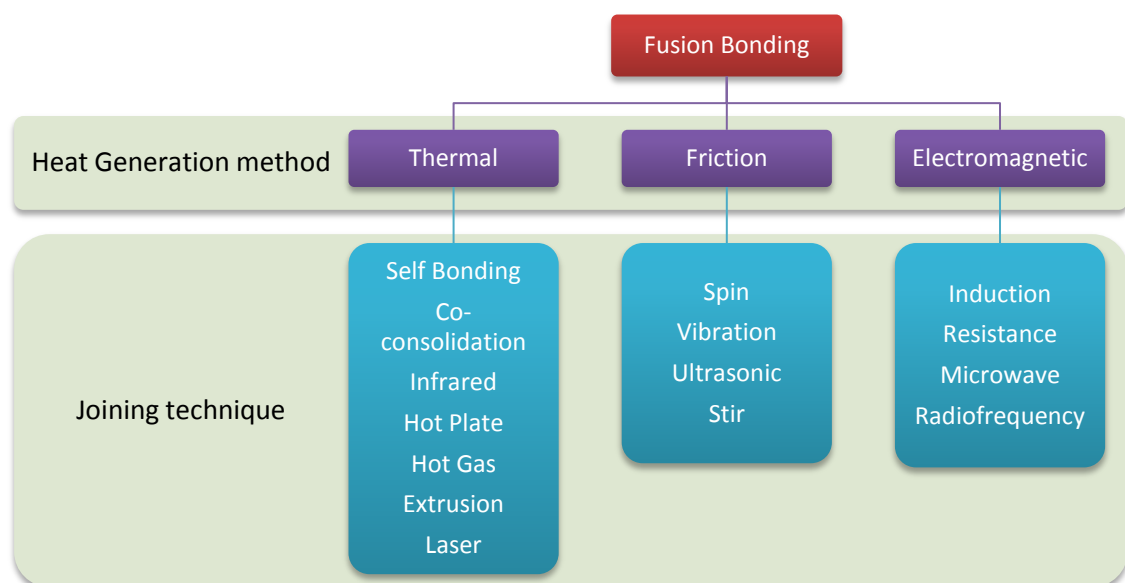 Fusion Bonding
Heat Generation method
Thermal
Friction
Electromagnetic
Joining technique
Self Bonding
Co-
consolidation
Infrared
Hot Plate
Hot Gas
Extrusion
Laser
Spin
Vibration
Ultrasonic
Stir
Induction
Resistance
Microwave
Radiofrequency